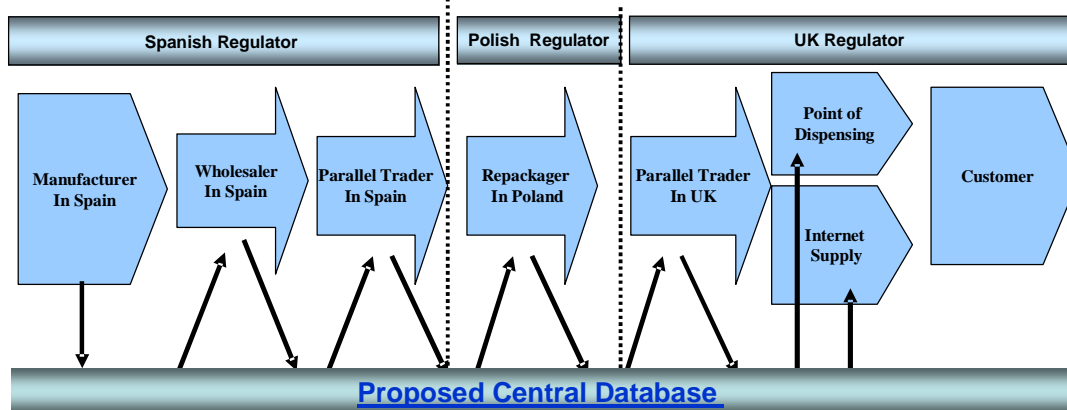 Spanish Regulator
Polish Regulator
UK Regulator
Manufacturer
In Spain
Wholesaler
In Spain
Parallel Trader
In Spain
Repackager
In Poland
Parallel Trader
In UK
Point of
Dispensing
Internet
Supply
Customer
Proposed Central Database